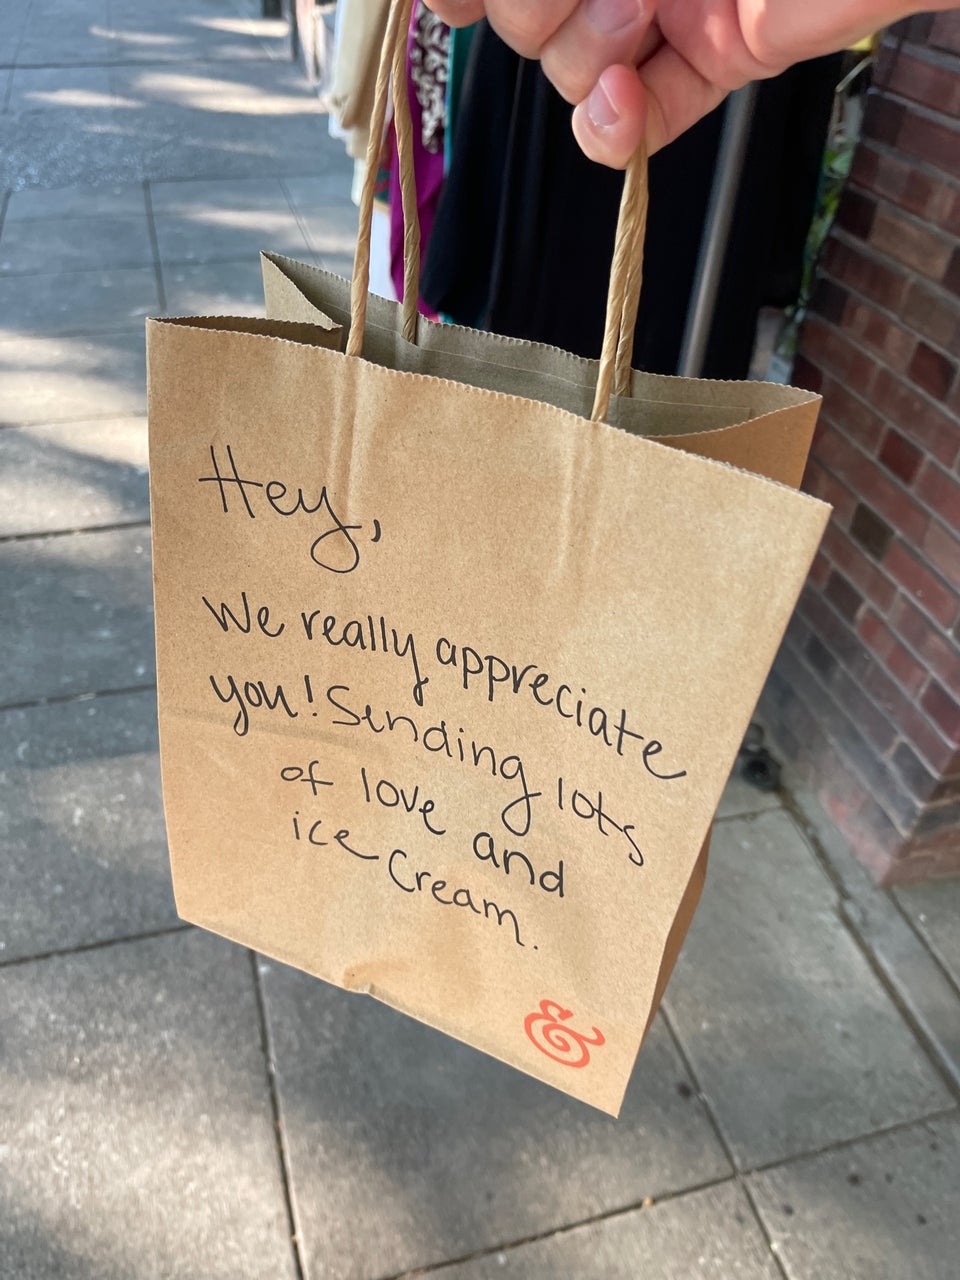 Hey,
We really appreciate
you! Sending lots
of love and
ice cream.
&